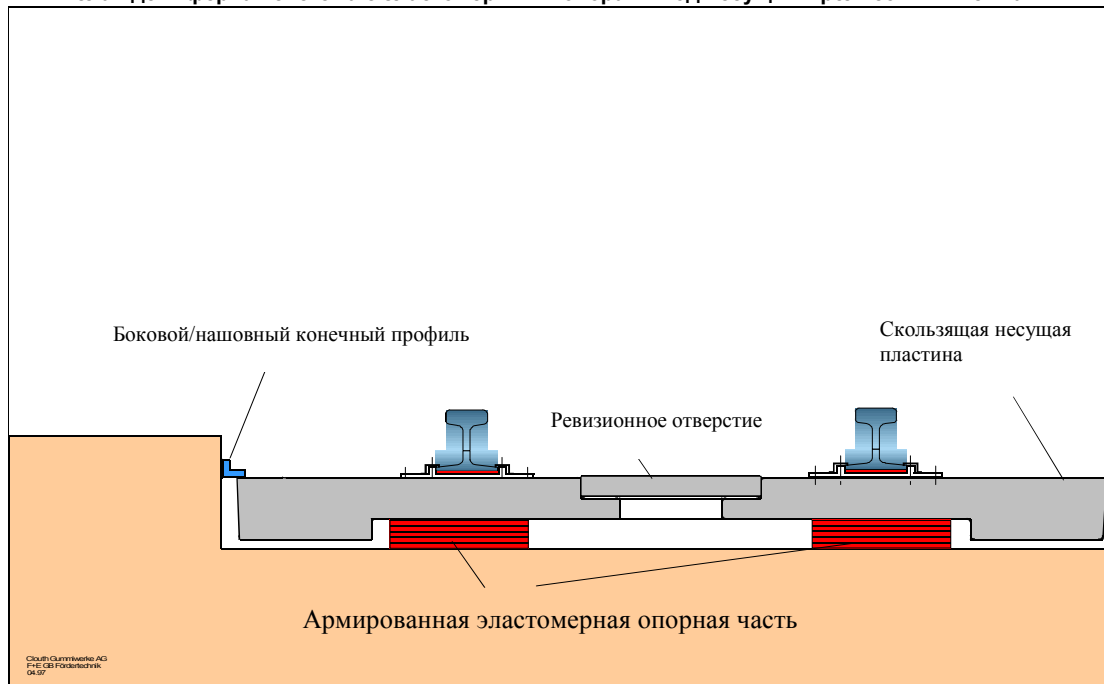 Боковой/нашовный конечный профиль
Скользящая несущая
пластина
Ревизионное отверстие
Армированная эластомерная опорная часть
Clouth Gummiwerke AG
F+E GB Fördertechnik
04.97